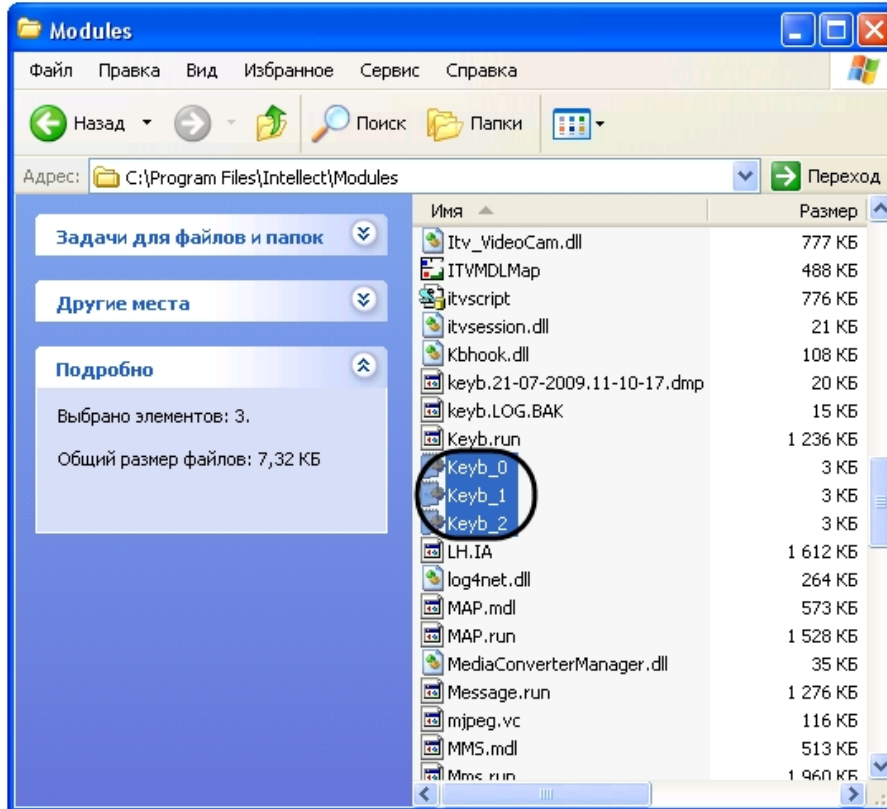 Modules
Файл Правка Вид Избранное Сервис Справка
Назад Поиск Папки
Адрес: C:\Program Files\Intellect\Modules Переход
Задачи для файлов и папок
Другие места
Подробно
Выбрано элементов: 3.
Общий размер файлов: 7,32 КБ
Имя Размер
Itv_VideoCam.dll 777 КБ
ITVMDLMap 488 КБ
itvscript 776 КБ
itvsession.dll 21 КБ
Kbhook.dll 108 КБ
keyb.21-07-2009.11-10-17.dmp 20 КБ
keyb.LOG.BAK 15 КБ
Keyb.run 1 236 КБ
Keyb_0 3 КБ
Keyb_1 3 КБ
Keyb_2 3 КБ
LH.IA 1 612 КБ
log4net.dll 264 КБ
MAP.mdl 573 КБ
MAP.run 1 528 КБ
MediaConverterManager.dll 35 КБ
Message.run 1 276 КБ
mjpeg.vc 116 КБ
MMS.mdl 513 КБ
Mms.run 1 960 КБ